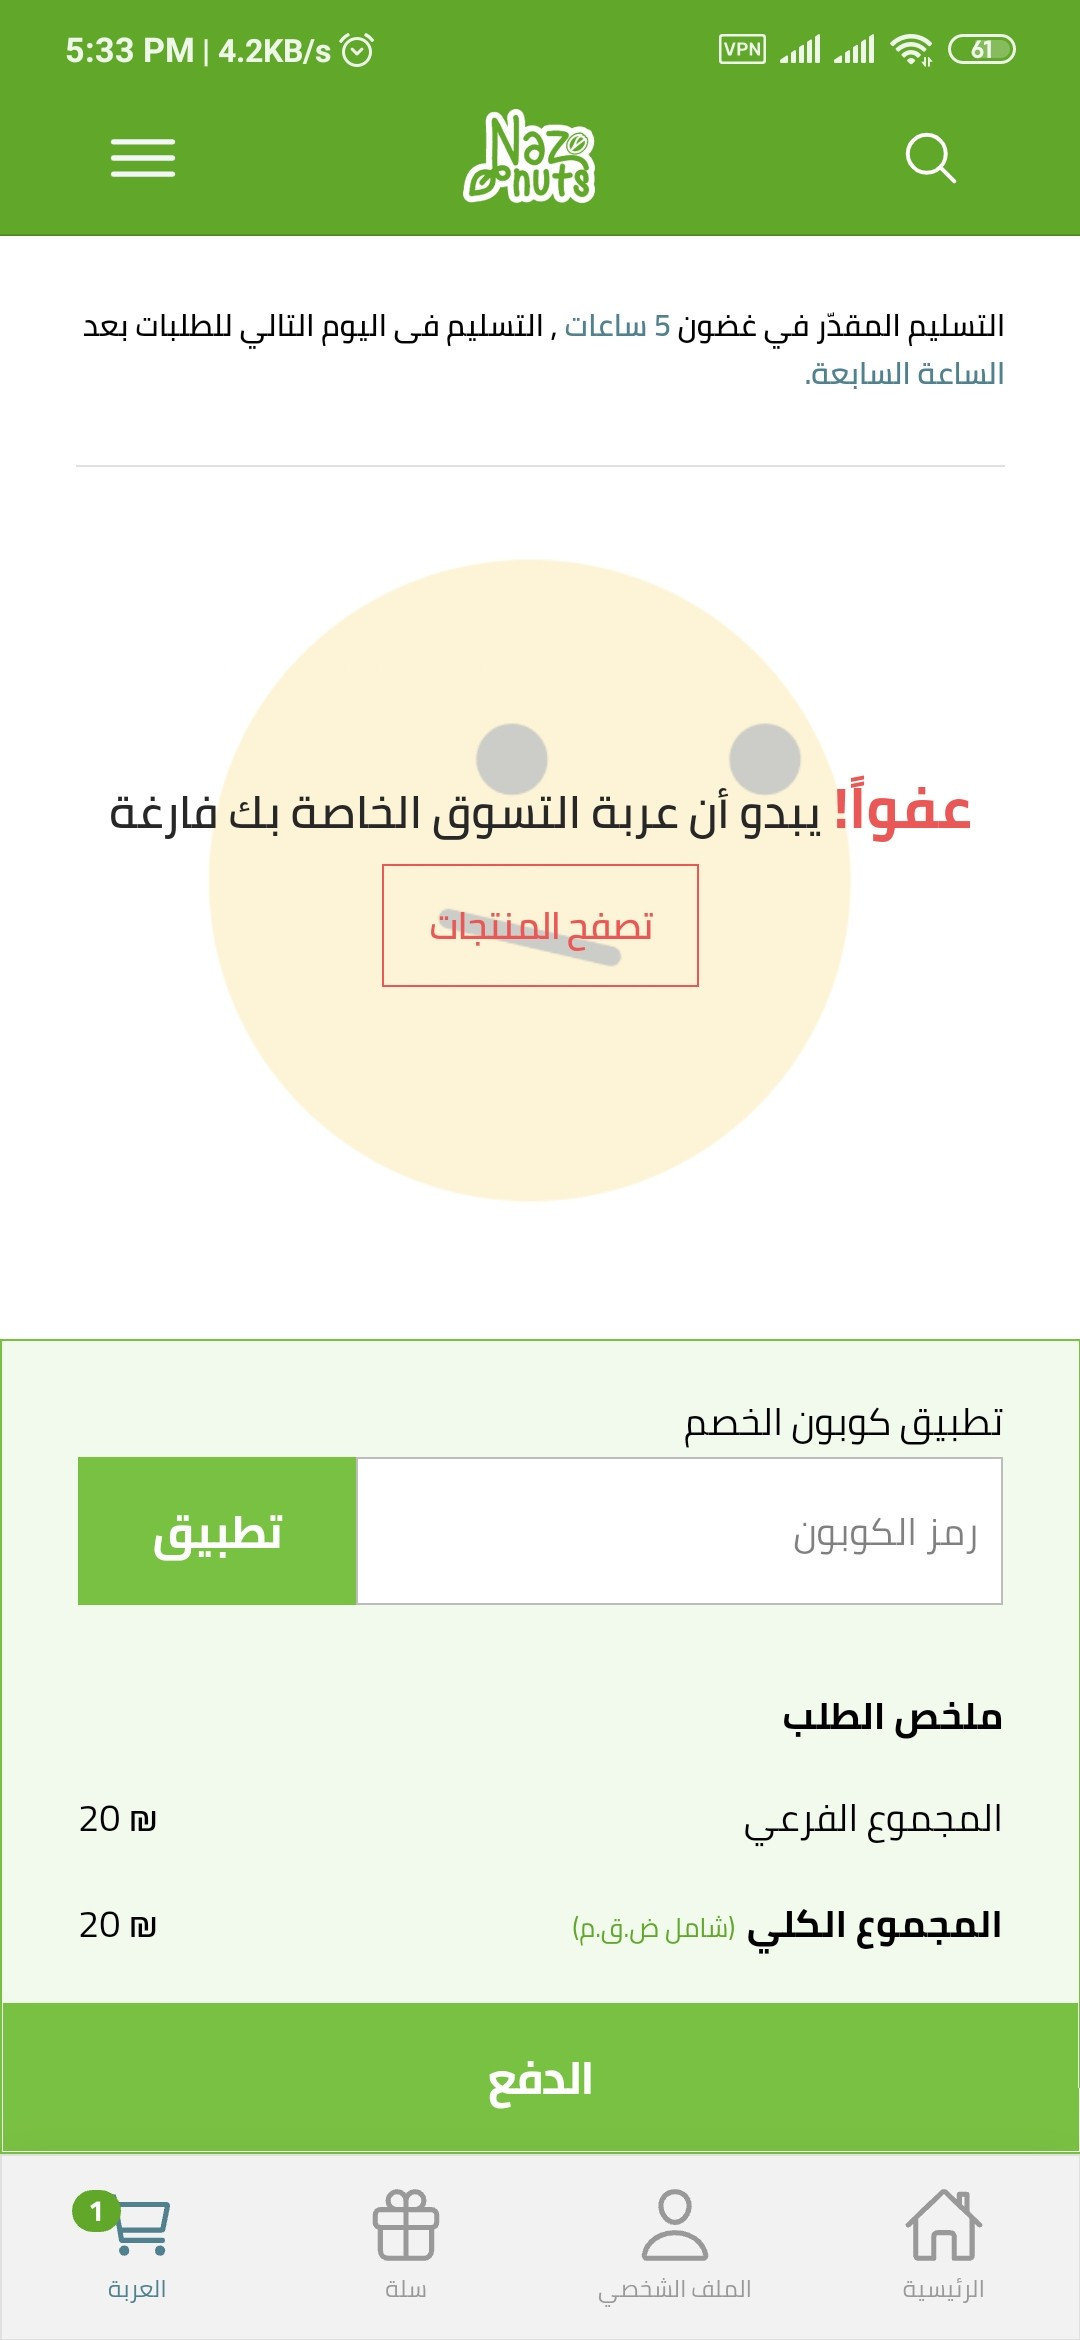 5:33 PM | 4.2KB/s
VPN
61
Naz
nuts
التسليم المقدّر في غضون 5 ساعات , التسليم فى اليوم التالي للطلبات بعد
الساعة السابعة.
عفواً! يبدو أن عربة التسوق الخاصة بك فارغة
تصفح المنتجات
تطبيق كوبون الخصم
رمز الكوبون
تطبيق
ملخص الطلب
المجموع الفرعي
20 ₪
المجموع الكلي (شامل ض.ق.م)
20 ₪
الدفع
الرئيسية
الملف الشخصي
سلة
1
العربة